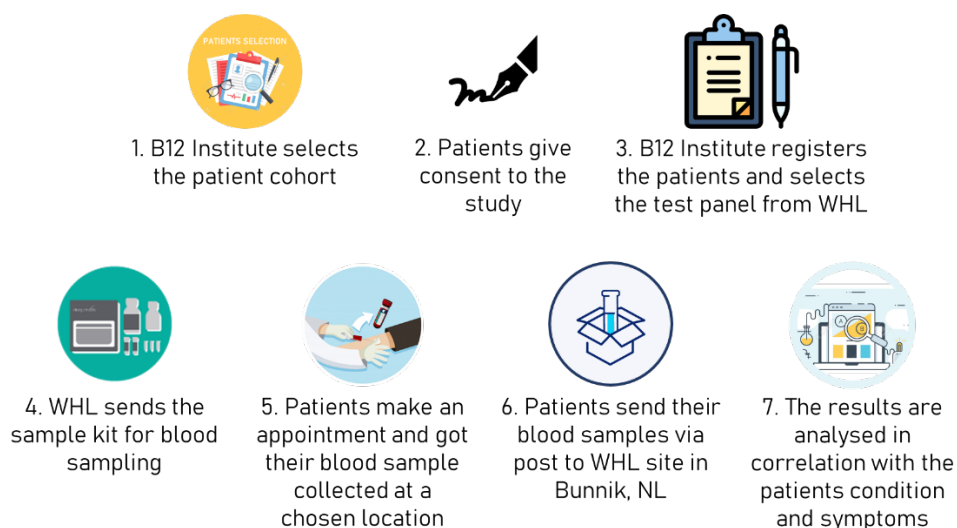 PATIENTS SELECTION
1. B12 Institute selects
the patient cohort
2. Patients give
consent to the
study
3. B12 Institute registers
the patients and selects
the test panel from WHL
4. WHL sends the
sample kit for blood
sampling
5. Patients make an
appointment and got
their blood sample
collected at a
chosen location
6. Patients send their
blood samples via
post to WHL site in
Bunnik, NL
7. The results are
analysed in
correlation with the
patients condition
and symptoms